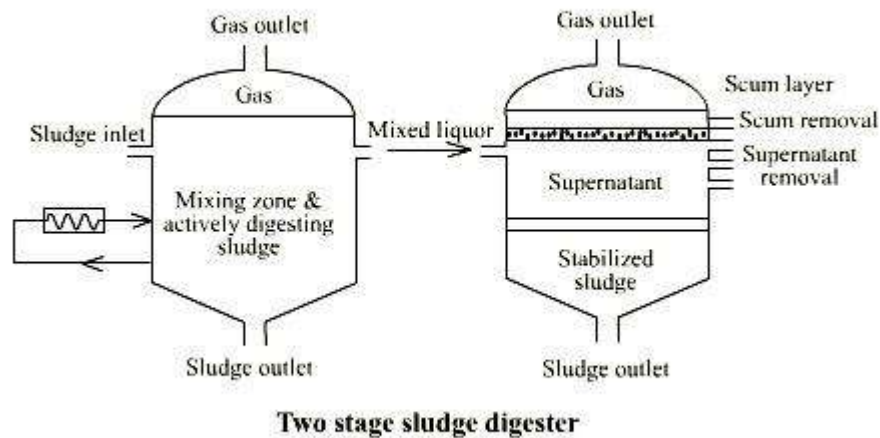 Gas outlet
Gas
Sludge inlet
Mixing zone &
actively digesting
sludge
Sludge outlet
Mixed liquor
Gas outlet
Gas
Scum layer
Scum removal
Supernatant
removal
Supernatant
Stabilized
sludge
Sludge outlet
Two stage sludge digester